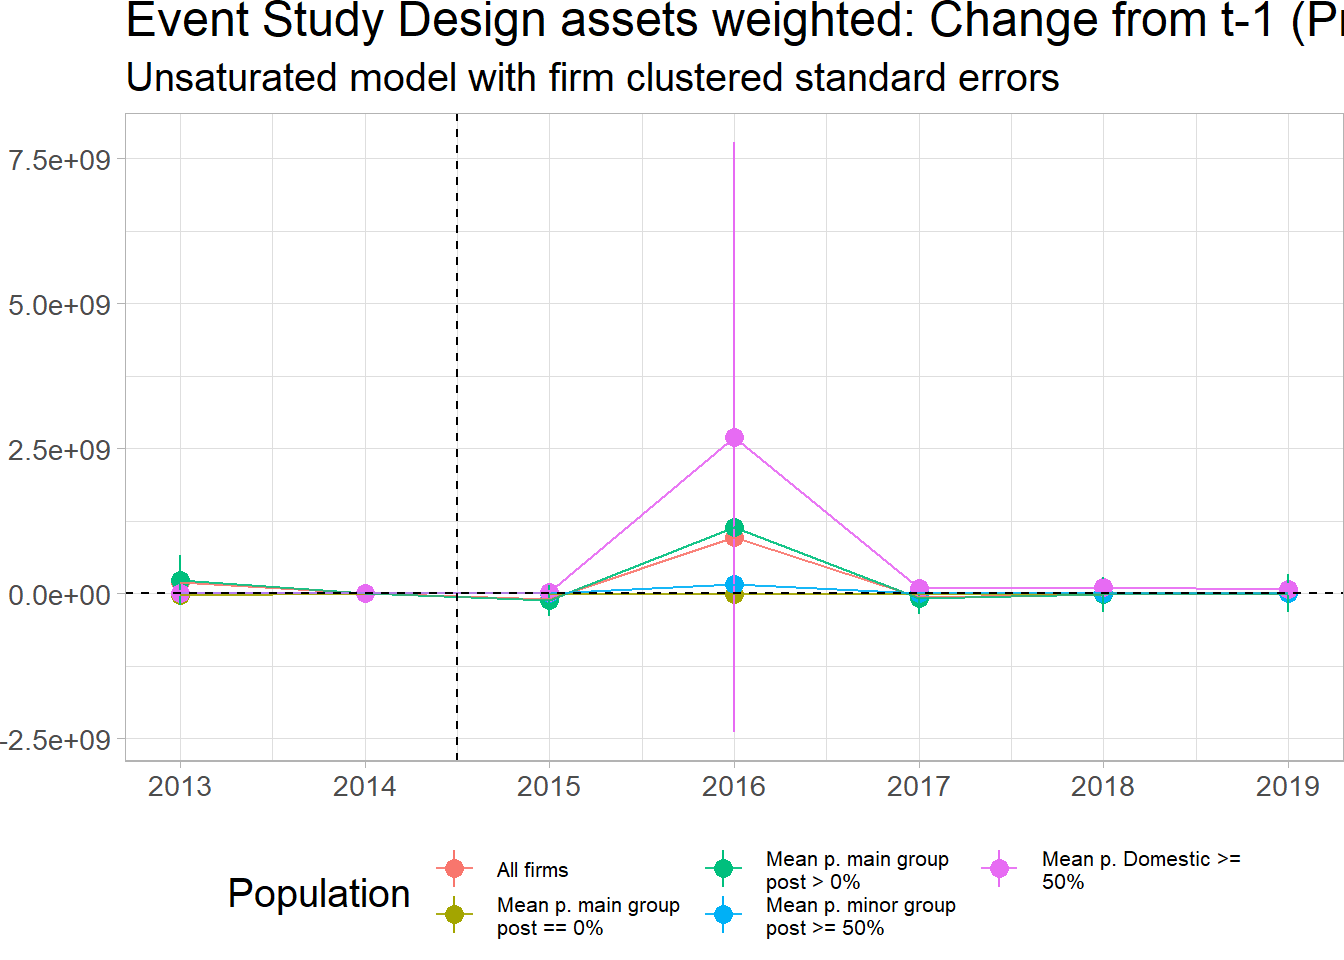 Event Study Design assets weighted: Change from t-1 (Pr
Unsaturated model with firm clustered standard errors
7.5e+09
5.0e+09
2.5e+09
0.0e+00
-2.5e+09
2013 2014 2015 2016 2017 2018 2019
Population
All firms
Mean p. main group
post == 0%
Mean p. main group
post > 0%
Mean p. minor group
post >= 50%
Mean p. Domestic >=
50%